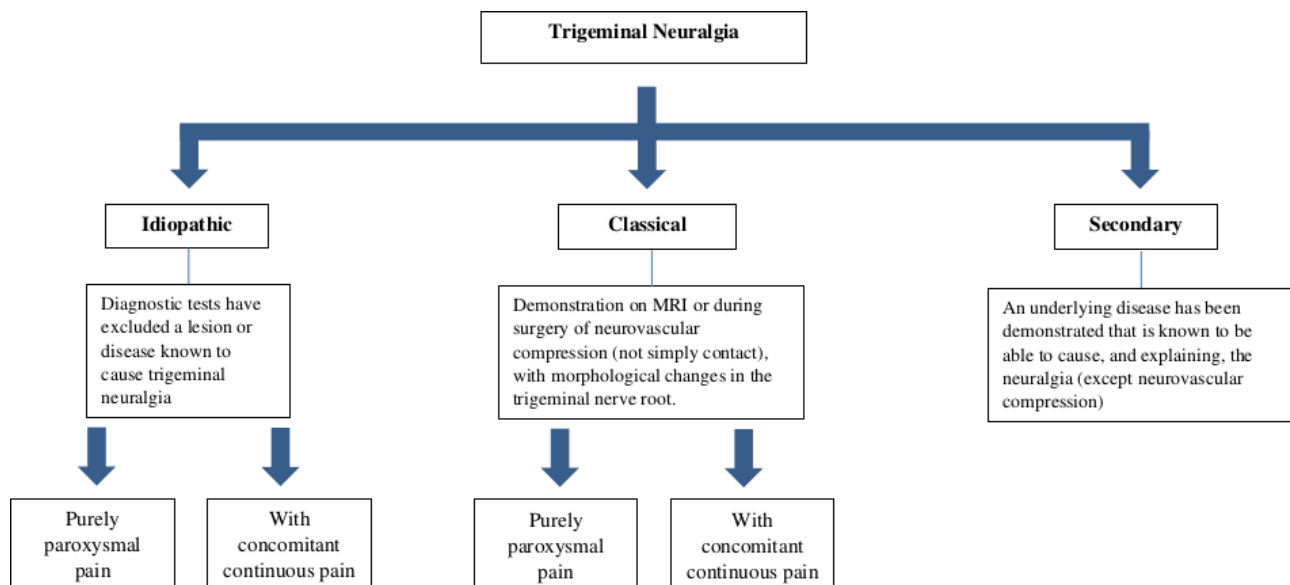 Trigeminal Neuralgia
Idiopathic
Classical
Secondary
Diagnostic tests have
excluded a lesion or
disease known to
cause trigeminal
neuralgia
Demonstration on MRI or during
surgery of neurovascular
compression (not simply contact),
with morphological changes in the
trigeminal nerve root.
An underlying disease has been
demonstrated that is known to be
able to cause, and explaining, the
neuralgia (except neurovascular
compression)
Purely
paroxysmal
pain
With
concomitant
continuous pain
Purely
paroxysmal
pain
With
concomitant
continuous pain